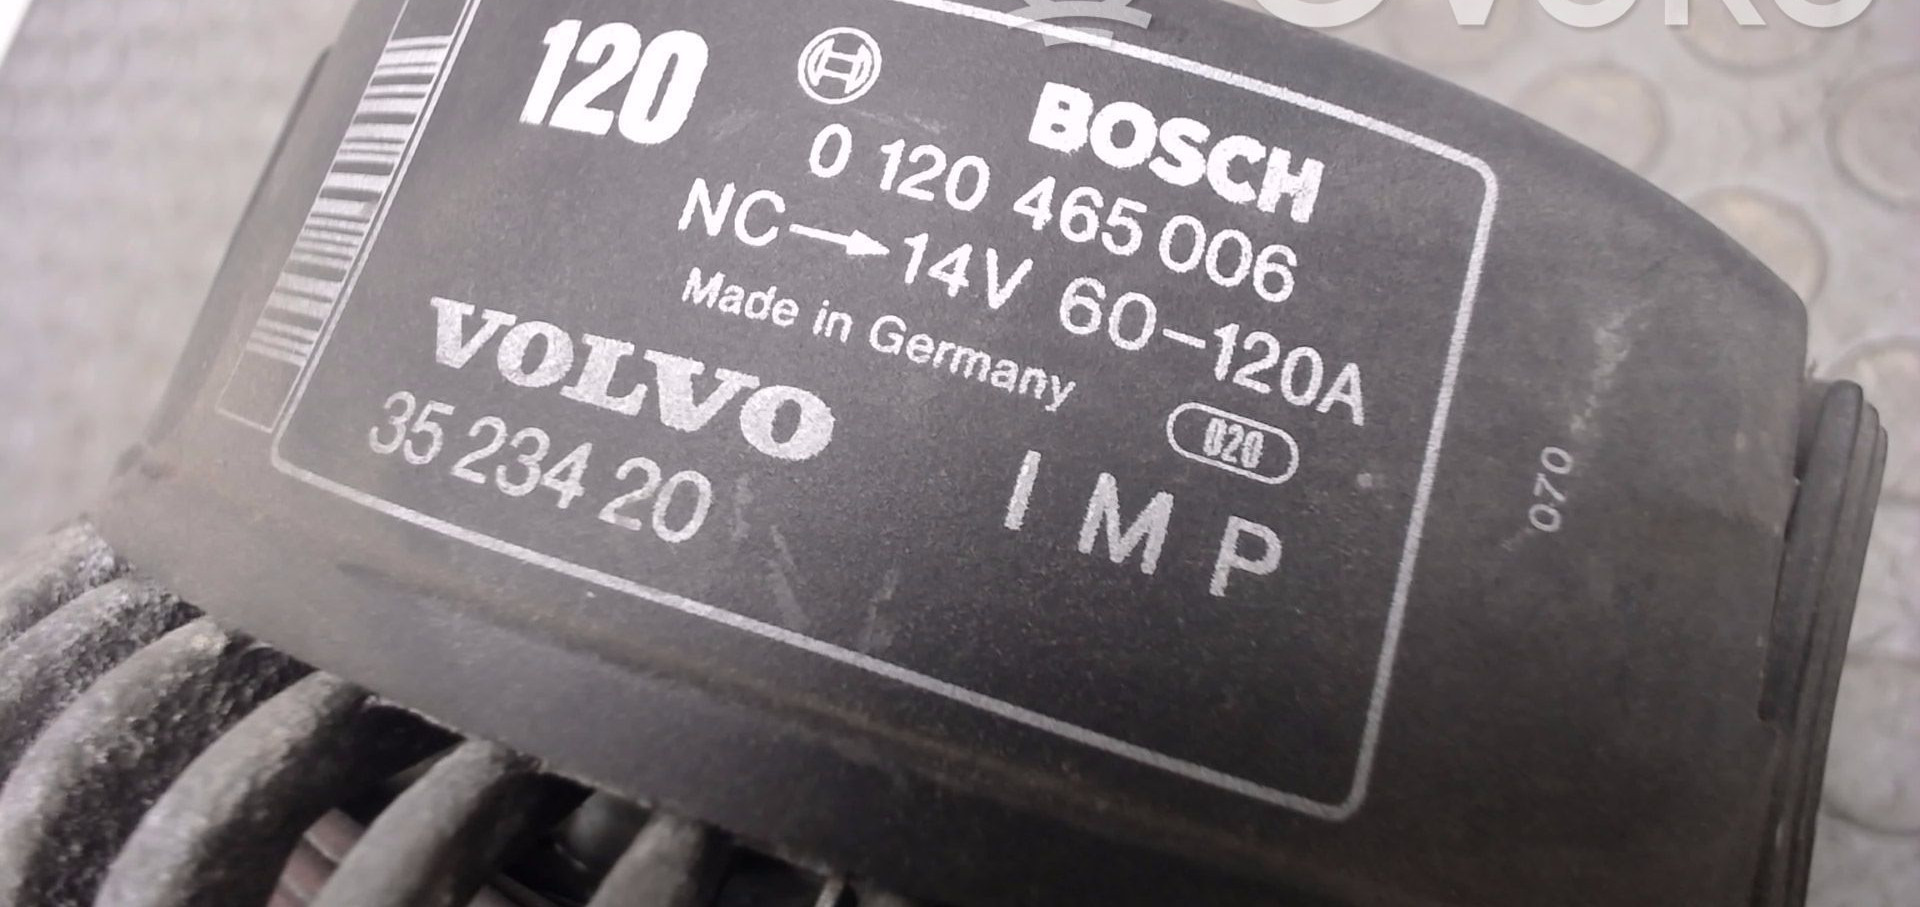 120
BOSCH
0 120 465 006
NC→14V 60-120A
Made in Germany
020
VOLVO
35 234 20
IMP
070